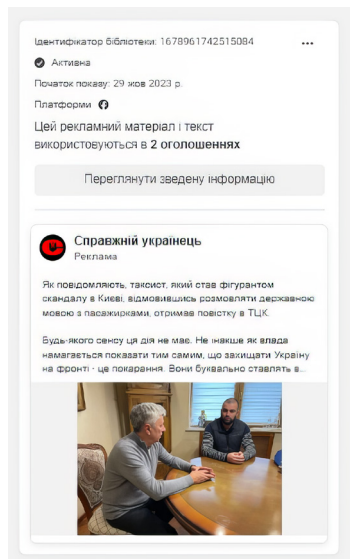 Ідентифікатор бібліотеки: 1678961742515084
Активна
Початок показу: 29 жов 2023 р.
Платформи
Цей рекламний матеріал і текст
використовуються в 2 оголошеннях
Переглянути зведену інформацію
Справжній українець
Реклама
Як повідомляють, таксист, який став фігурантом
скандалу в Києві, відмовившись розмовляти державною
мовою з пасажирками, отримав повістку в ТЦК.
Будь-якого сенсу ця дія не має. Не інакше як влада
намагається показати тим самим, що захищати Україну
на фронті - це покарання. Вони буквально ставлять в...